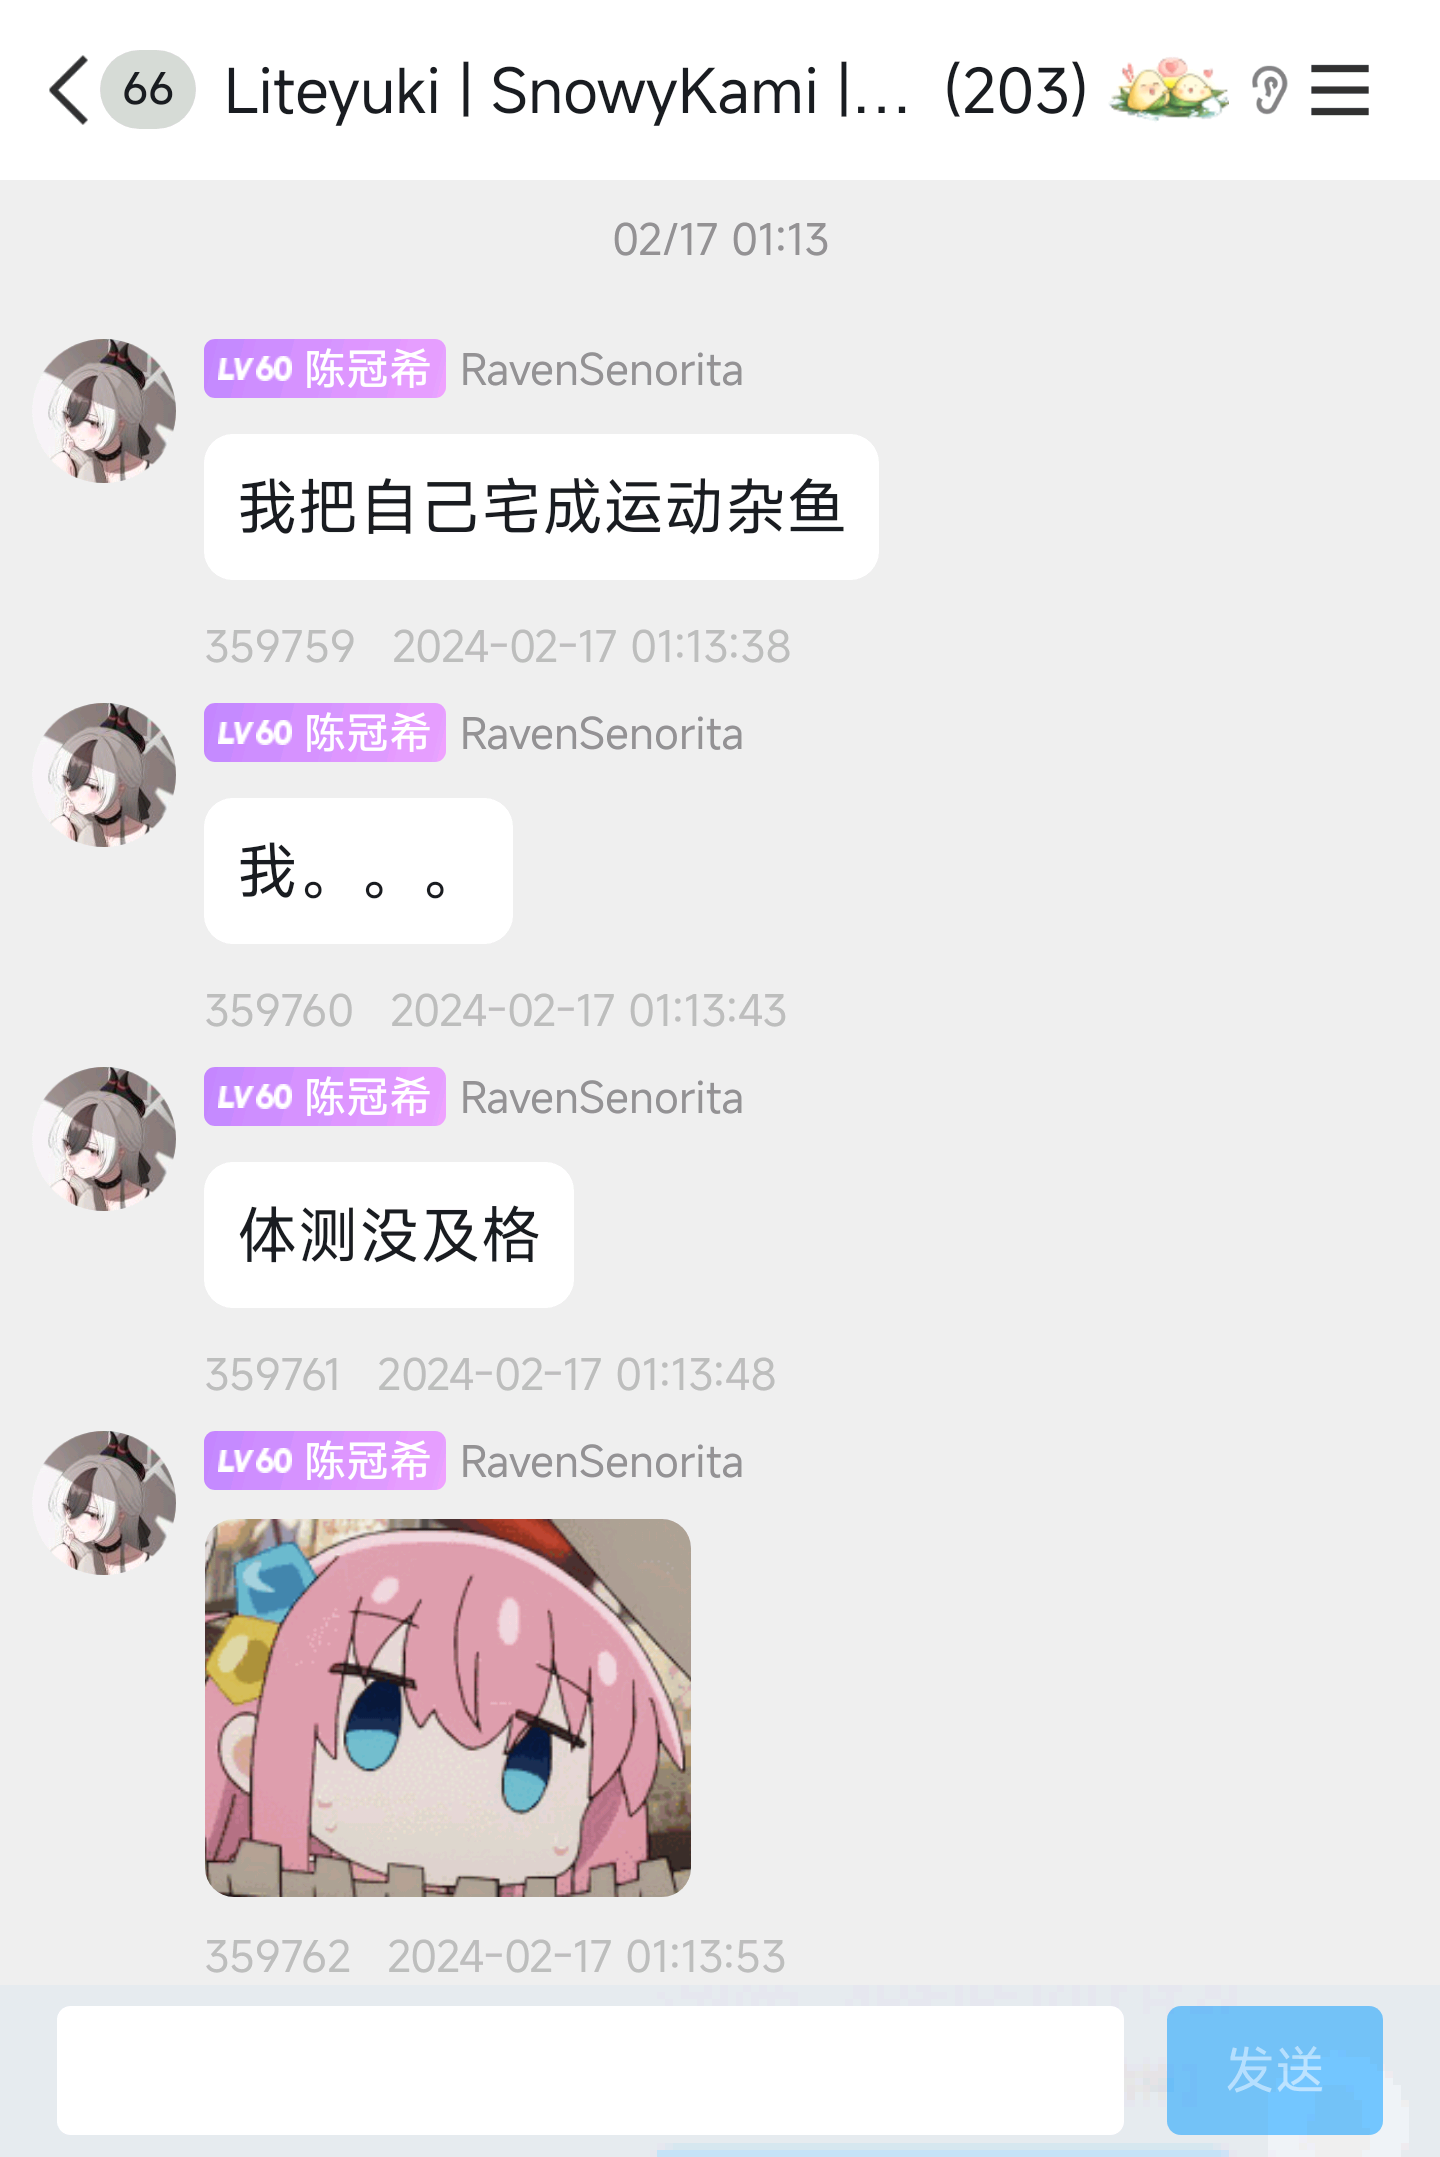 66 Liteyuki | SnowyKami |... (203)
02/17 01:13
LV60 陈冠希 RavenSenorita
我把自己宅成运动杂鱼
359759 2024-02-17 01:13:38
LV60 陈冠希 RavenSenorita
我。。。
359760 2024-02-17 01:13:43
LV60 陈冠希 RavenSenorita
体测没及格
359761 2024-02-17 01:13:48
LV60 陈冠希 RavenSenorita
359762 2024-02-17 01:13:53
发送